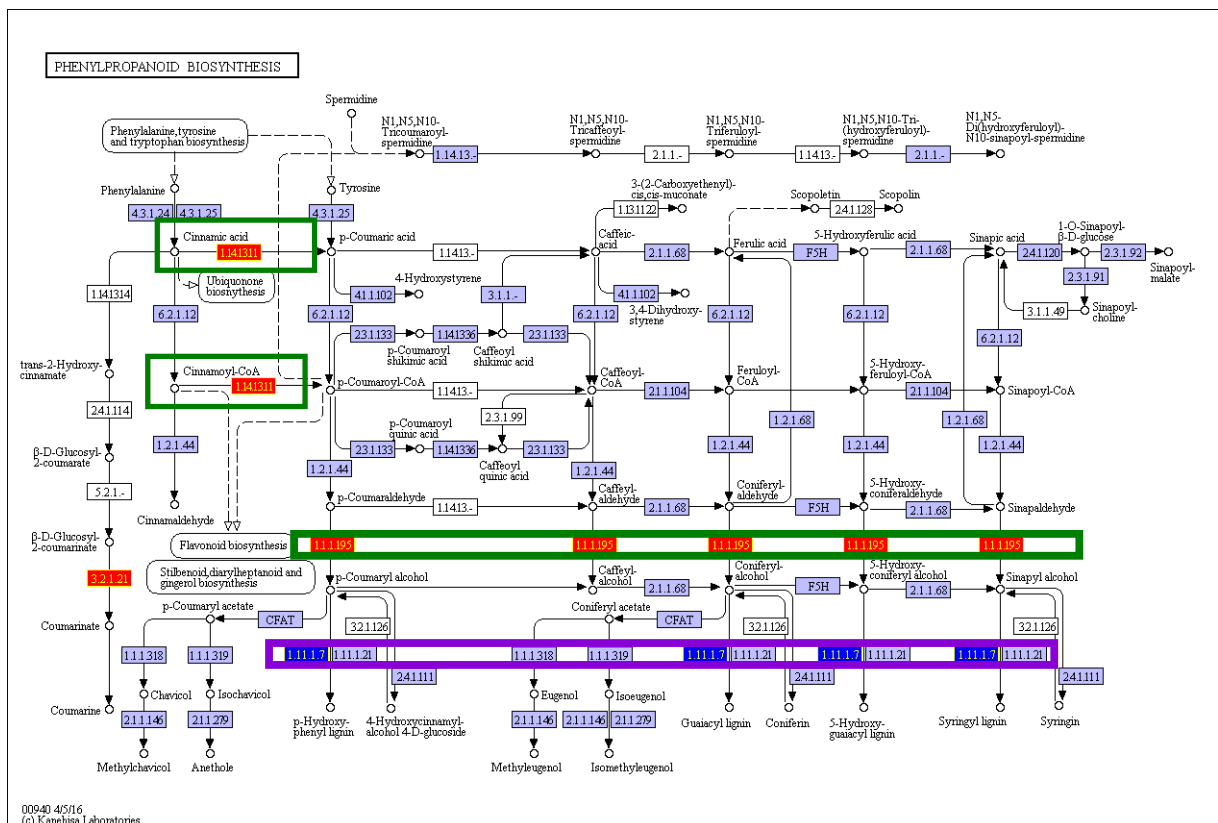 PHENYLPROPANOID BIOSYNTHESIS
Spermidine
Phenylalanine,tyrosine
and tryptophan biosynthesis
N1,N5,N10-
Tricoumaroyl-
spermidine
N1,N5,N10-
Tricaffeoyl-
spermidine
N1,N5,N10-
Triferuloyl-
spermidine
N1,N5,N10-Tri-
(hydroxyferuloyl)-
spermidine
N1,N5-
Di(hydroxyferuloyl)-
N10-sinapoyl-spermidine
1.14.13.-
2.1.1.-
1.14.13.-
2.1.1.-
Phenylalanine
Tyrosine
3-(2-Carboxyethenyl)-
cis,cis-muconate
Scopoletin
Scopolin
4.3.1.24
4.3.1.25
4.3.1.25
1.13.11.22
2.4.1.128
Cinnamic acid
1.14.13.11
p-Coumaric acid
1.14.13.-
Caffeic
acid
2.1.1.68
Ferulic acid
F5H
5-Hydroxyferulic acid
2.1.1.68
Sinapic acid
2.4.1.120
1-O-Sinapoyl-
β-D-glucose
2.3.1.92
Sinapoyl-
malate
2.3.1.91
Ubiquonone
biosnythesis
4-Hydroxystyrene
4.1.1.102
3.1.1.-
4.1.1.102
3,4-Dihydroxy-
styrene
3.1.1.49
Sinapoyl-
choline
1.14.13.14
6.2.1.12
6.2.1.12
6.2.1.12
6.2.1.12
6.2.1.12
6.2.1.12
2.3.1.133
1.14.13.36
2.3.1.133
p-Coumaroyl
shikimic acid
Caffeoyl
shikimic acid
trans-2-Hydroxy-
cinnamate
Cinnamoyl-CoA
1.14.13.11
p-Coumaroyl-CoA
1.14.13.-
Caffeoyl-
CoA
2.1.1.104
Feruloyl-
CoA
5-Hydroxy-
feruloyl-CoA
2.1.1.104
Sinapoyl-CoA
2.4.1.114
2.3.1.99
1.2.1.68
1.2.1.68
p-Coumaroyl
quinic acid
2.3.1.133
1.14.13.36
2.3.1.133
Caffeoyl
quinic acid
1.2.1.44
1.2.1.44
1.2.1.44
1.2.1.44
1.2.1.44
1.2.1.44
β-D-Glucosyl-
2-coumarate
5.2.1.-
Cinnamaldehyde
p-Coumaraldehyde
1.14.13.-
Caffeyl-
aldehyde
2.1.1.68
Coniferyl-
aldehyde
F5H
5-Hydroxy-
coniferaldehyde
2.1.1.68
Sinapaldehyde
β-D-Glucosyl-
2-coumarinate
Flavonoid biosynthesis
1.1.1.195
1.1.1.195
1.1.1.195
1.1.1.195
1.1.1.195
Stilbenoid,diarylheptanoid and
gingerol biosynthesis
3.2.1.21
p-Coumaryl alcohol
Caffeyl
alcohol
2.1.1.68
Coniferyl-
alcohol
F5H
5-Hydroxy-
coniferyl alcohol
2.1.1.68
Sinapyl alcohol
p-Coumaryl acetate
CFAT
Coniferyl acetate
CFAT
Coumarinate
3.2.1.126
3.2.1.126
3.2.1.126
1.1.1.318
1.1.1.319
1.11.1.7
1.11.1.21
1.1.1.318
1.1.1.319
1.11.1.7
1.11.1.21
1.11.1.7
1.11.1.21
1.11.1.7
1.11.1.21
2.4.1.111
2.4.1.111
2.4.1.111
Chavicol
Isochavicol
Eugenol
Isoeugenol
Coumarine
2.1.1.146
2.1.1.279
p-Hydroxy-
phenyl lignin
4-Hydroxycinnamyl-
alcohol 4-D-glucoside
2.1.1.146
2.1.1.146
2.1.1.279
Guaiacyl lignin
Coniferin
5-Hydroxy-
guaiacyl lignin
Syringyl lignin
Syringin
Methylchavicol
Anethole
Methyleugenol
Isomethyleugenol
00940 4/5/16
(c) Kanehisa Laboratories